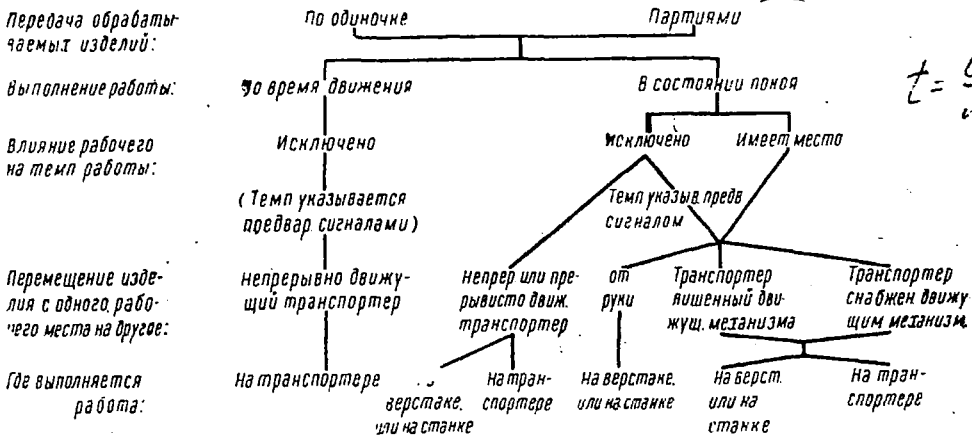 Передача обрабаты-
ваемых изделий:
По одиночке
Партиями
Выполнение работы:
Во время движения
В состоянии покоя
t =
Влияние рабочего
на темп работы:
Исключено
Исключено
Имеет место
(Темп указывается
предвар. сигналами)
Темп указыв. предв
сигналом
Перемещение изде-
лия с одного рабо-
чего места на другое:
непрерывно движу-
щий транспортер
непрер или пре-
рывисто движ.
транспортер
от
руки
Транспортер
лишенный дви-
жущ. механизма
Транспортер
снабжен движу
щим механизм.
Где выполняется
работа:
На транспортере
верстаке,
или на станке
На тран-
спортере
На верстаке.
или на станке
На верст.
или на
станке
На тран-
спортере